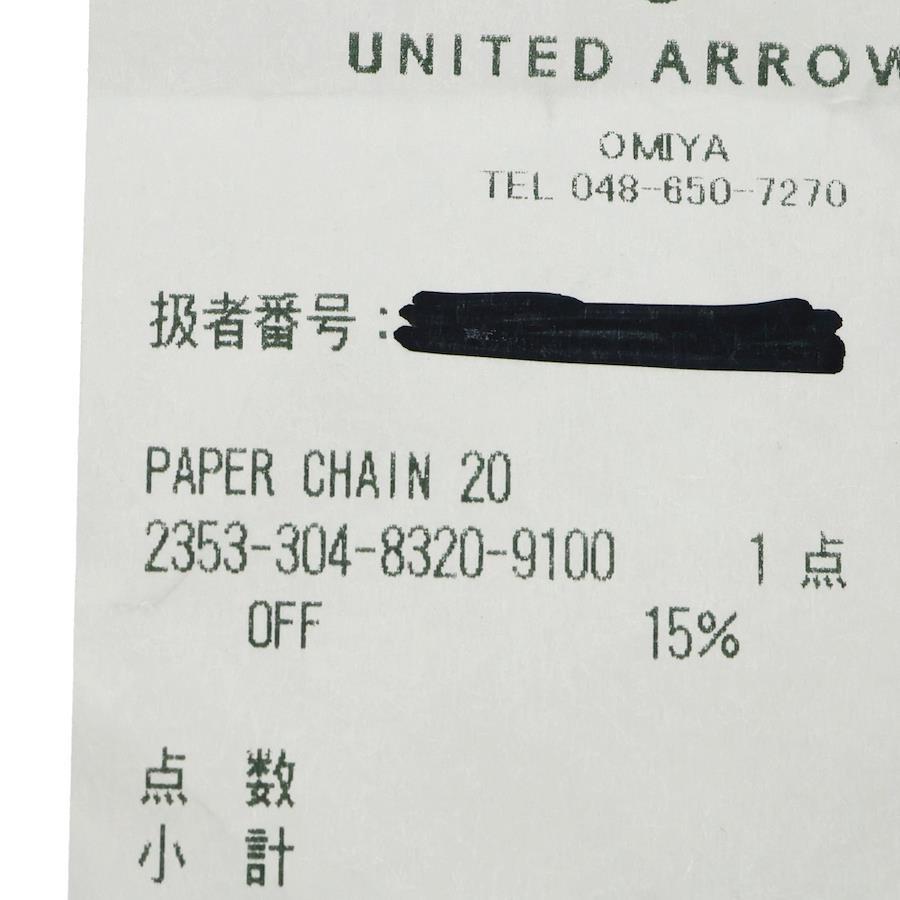 UNITED ARROW
OMIYA
TEL 048-650-7270
扱者番号:
PAPER CHAIN 20
2353-304-8320-9100 1 点
OFF 15%
点 数
小 計